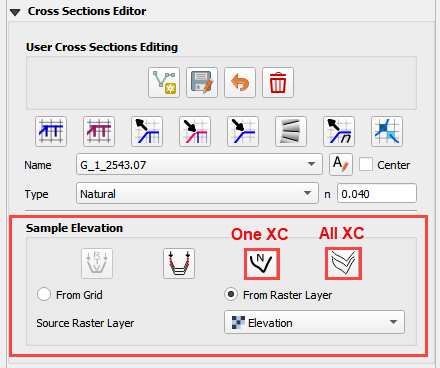 Cross Sections Editor
User Cross Sections Editing
Name G_1_2543.07 A Center
Type Natural n 0.040
Sample Elevation One XC All XC
R T N
From Grid From Raster Layer
Source Raster Layer Elevation